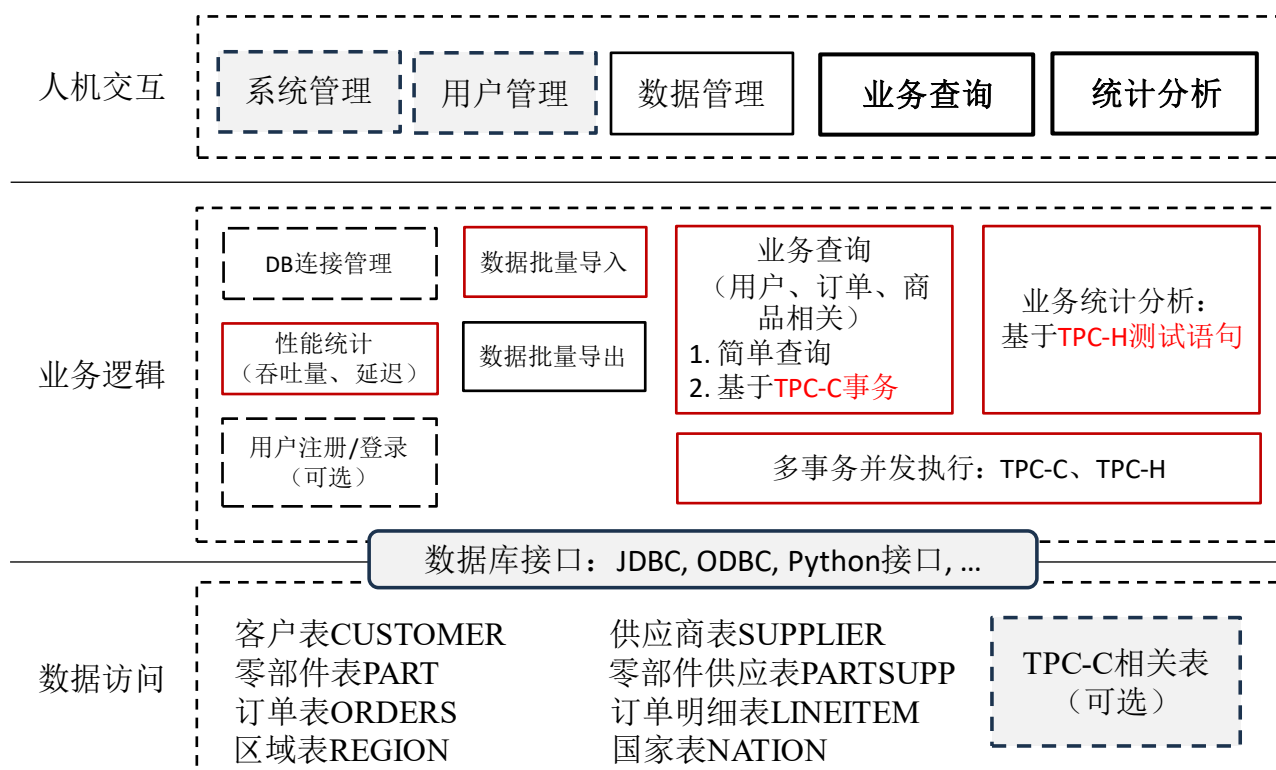 人机交互
系统管理
用户管理
数据管理
业务查询
统计分析
业务逻辑
DB连接管理
数据批量导入
性能统计
（吞吐量、延迟）
数据批量导出
用户注册/登录
（可选）
业务查询
（用户、订单、商
品相关）
1. 简单查询
2. 基于TPC-C事务
业务统计分析：
基于TPC-H测试语句
多事务并发执行：TPC-C、TPC-H
数据库接口：JDBC, ODBC, Python接口, ...
数据访问
客户表CUSTOMER
零部件表PART
订单表ORDERS
区域表REGION
供应商表SUPPLIER
零部件供应表PARTSUPP
订单明细表LINEITEM
国家表NATION
TPC-C相关表
（可选）